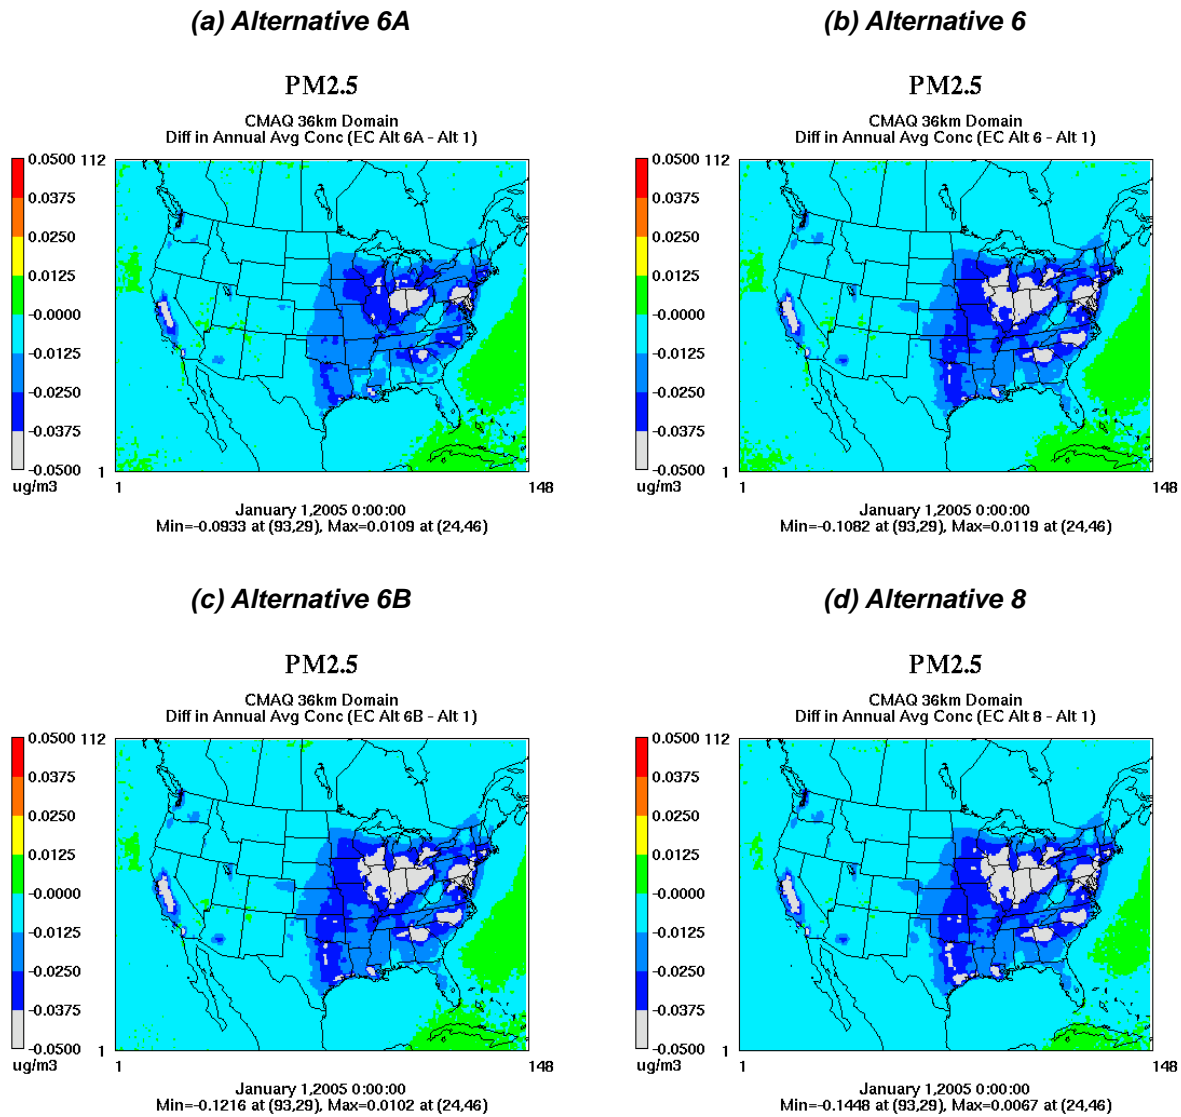 (a) Alternative 6A
PM2.5
CMAQ 36km Domain
Diff in Annual Avg Conc (EC Alt 6A - Alt 1)
0.0500
0.0375
0.0250
0.0125
-0.0000
-0.0125
-0.0250
-0.0375
-0.0500
ug/m3
112
1
1
148
January 1,2005 0:00:00
Min=-0.0933 at (93,29), Max=0.0109 at (24,46)
(b) Alternative 6
PM2.5
CMAQ 36km Domain
Diff in Annual Avg Conc (EC Alt 6 - Alt 1)
0.0500
0.0375
0.0250
0.0125
-0.0000
-0.0125
-0.0250
-0.0375
-0.0500
ug/m3
112
1
1
148
January 1,2005 0:00:00
Min=-0.1082 at (93,29), Max=0.0119 at (24,46)
(c) Alternative 6B
PM2.5
CMAQ 36km Domain
Diff in Annual Avg Conc (EC Alt 6B - Alt 1)
0.0500
0.0375
0.0250
0.0125
-0.0000
-0.0125
-0.0250
-0.0375
-0.0500
ug/m3
112
1
1
148
January 1,2005 0:00:00
Min=-0.1216 at (93,29), Max=0.0102 at (24,46)
(d) Alternative 8
PM2.5
CMAQ 36km Domain
Diff in Annual Avg Conc (EC Alt 8 - Alt 1)
0.0500
0.0375
0.0250
0.0125
-0.0000
-0.0125
-0.0250
-0.0375
-0.0500
ug/m3
112
1
1
148
January 1,2005 0:00:00
Min=-0.1448 at (93,29), Max=0.0067 at (24,46)